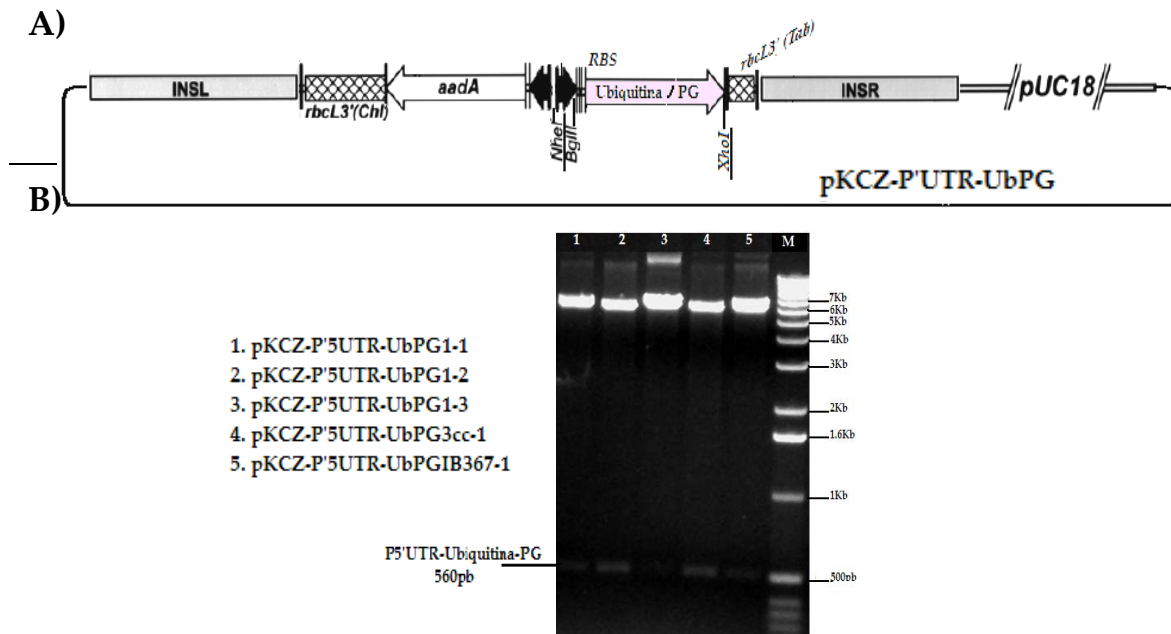 A)
INSL
rbcL3'(Chl)
aadA
NheI
BglII
RBS
Ubiquitina / PG
XhoI
rbcL3' (Tab)
INSR
pUC18
pKCZ-P'UTR-UbPG
B)
1 2 3 4 5 M
7Kb
6Kb
5Kb
4Kb
3Kb
2Kb
1.6Kb
1Kb
500pb
1. pKCZ-P'5UTR-UbPG1-1
2. pKCZ-P'5UTR-UbPG1-2
3. pKCZ-P'5UTR-UbPG1-3
4. pKCZ-P'5UTR-UbPG3cc-1
5. pKCZ-P'5UTR-UbPGIB367-1
P5'UTR-Ubiquitina-PG
560pb